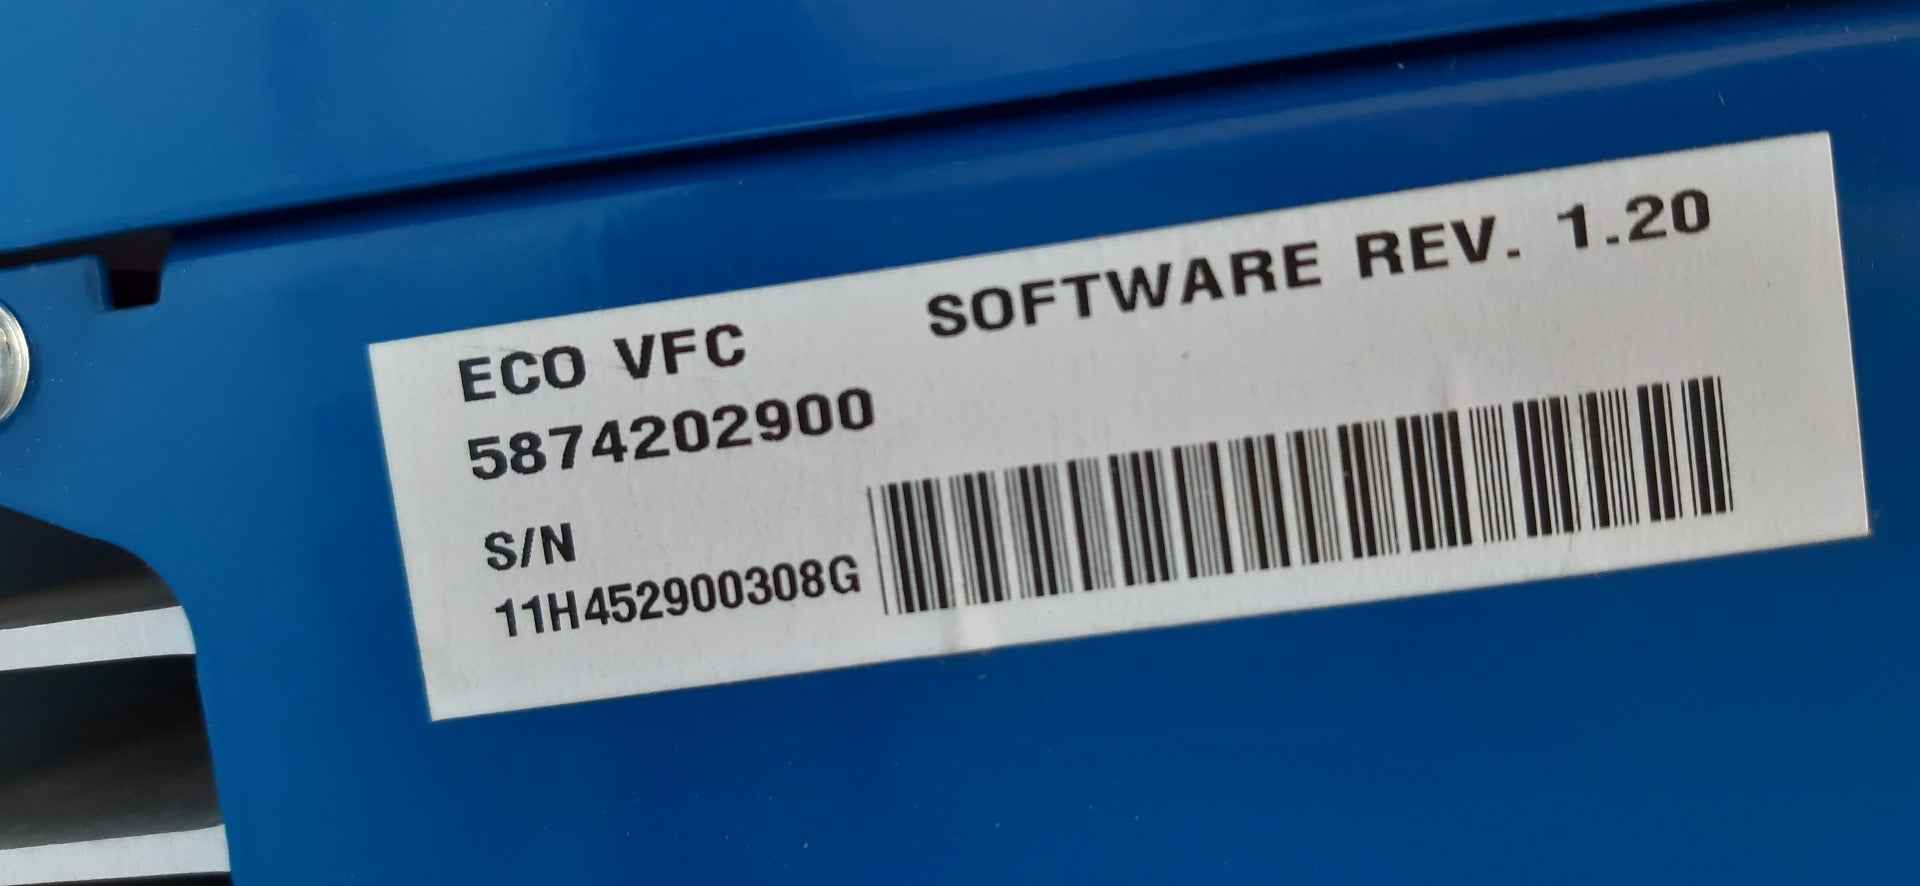 ECO VFC SOFTWARE REV. 1.20
5874202900
S/N
11H452900308G